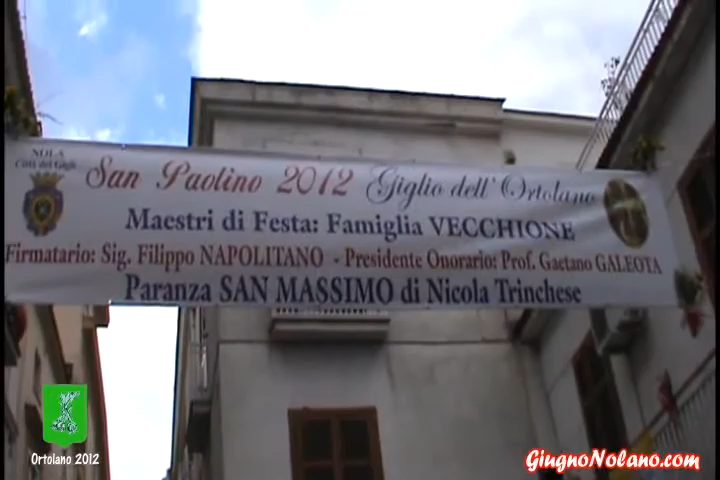 NOLA
Città dei Gigli
San Paolino 2012 Giglio dell'Ortolano
Maestri di Festa: Famiglia VECCHIONE
Firmatario: Sig. Filippo NAPOLITANO - Presidente Onorario: Prof. Gaetano GALEOTA
Paranza SAN MASSIMO di Nicola Trinchese
Ortolano 2012
GiugnoNolano.com